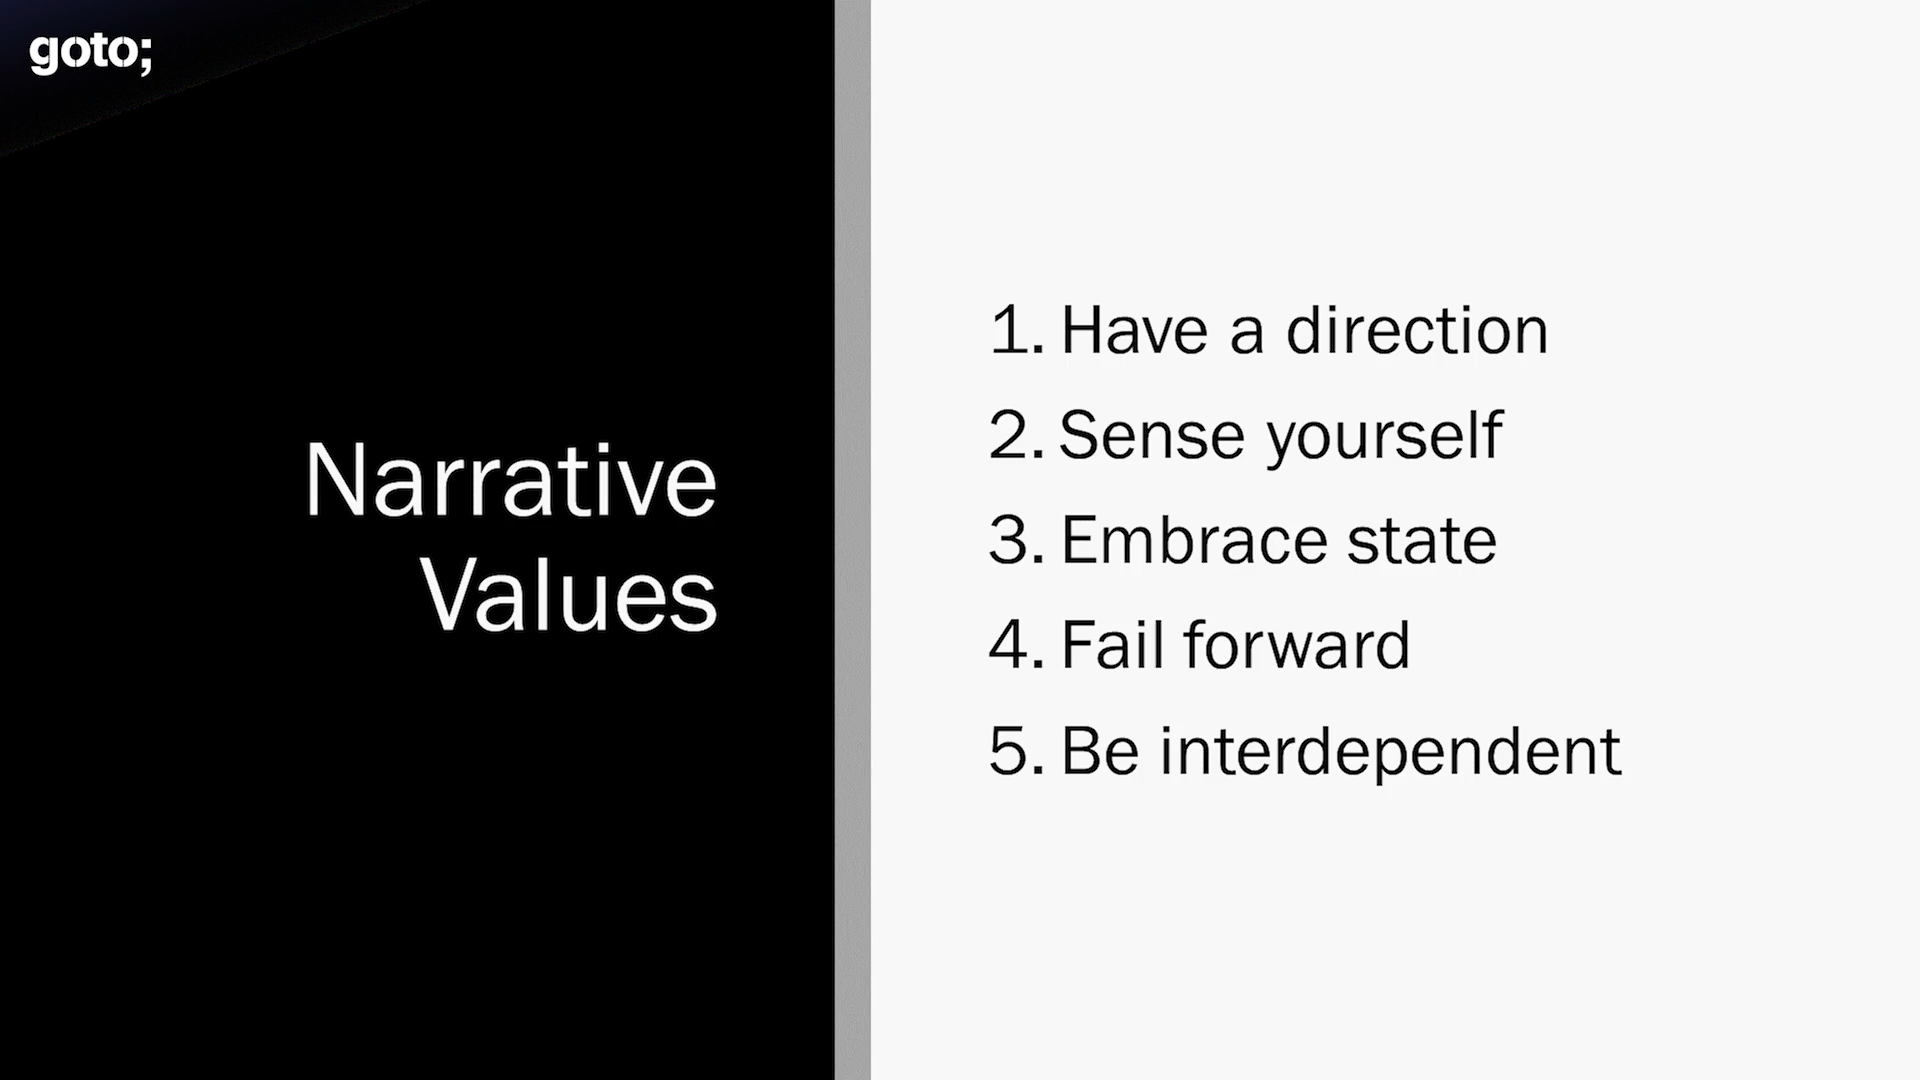 goto;
Narrative
Values
1. Have a direction
2. Sense yourself
3. Embrace state
4. Fail forward
5. Be interdependent